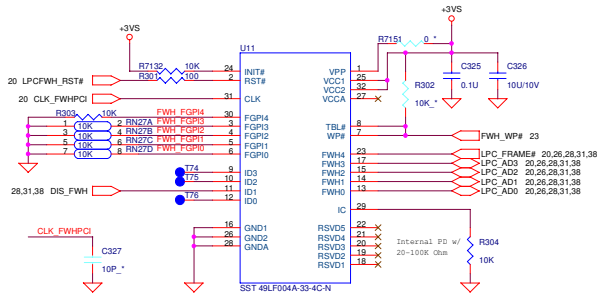 +3VS
+3VS
U11
R7151 0_*
R7132 10K
24 INIT#
VPP 1
20 LPCFWH_RST#
R301 100
2 RST#
VCC1 25
VCC2 32
VCCA 27
C325
0.1U
C326
10U/10V
R302
10K_*
20 CLK_FWHPCI
31 CLK
R303 10K
FWH_FGPI4 30 FGPI4
1 10K 8 RN27A FWH_FGPI3 3 FGPI3
3 10K RN27B FWH_FGPI2 4 FGPI2
5 10K RN27C FWH_FGPI1 5 FGPI1
7 10K RN27D FWH_FGPI0 6 FGPI0
TBL# 8
WP# 7
FWH_WP# 23
FWH4 23 LPC_FRAME# 20,26,28,31,38
FWH3 17 LPC_AD3 20,26,28,31,38
FWH2 15 LPC_AD2 20,26,28,31,38
FWH1 14 LPC_AD1 20,26,28,31,38
FWH0 13 LPC_AD0 20,26,28,31,38
T74
9 ID3
T75
10 ID2
28,31,38 DIS_FWH
11 ID1
T76
12 ID0
IC 29
16 GND1
26 GND2
28 GNDA
RSVD5 22
RSVD4 21
RSVD3 20
RSVD2 19
RSVD1 18
Internal PD w/
20-100K Ohm
R304
10K
CLK_FWHPCI
C327
10P_*
SST 49LF004A-33-4C-N